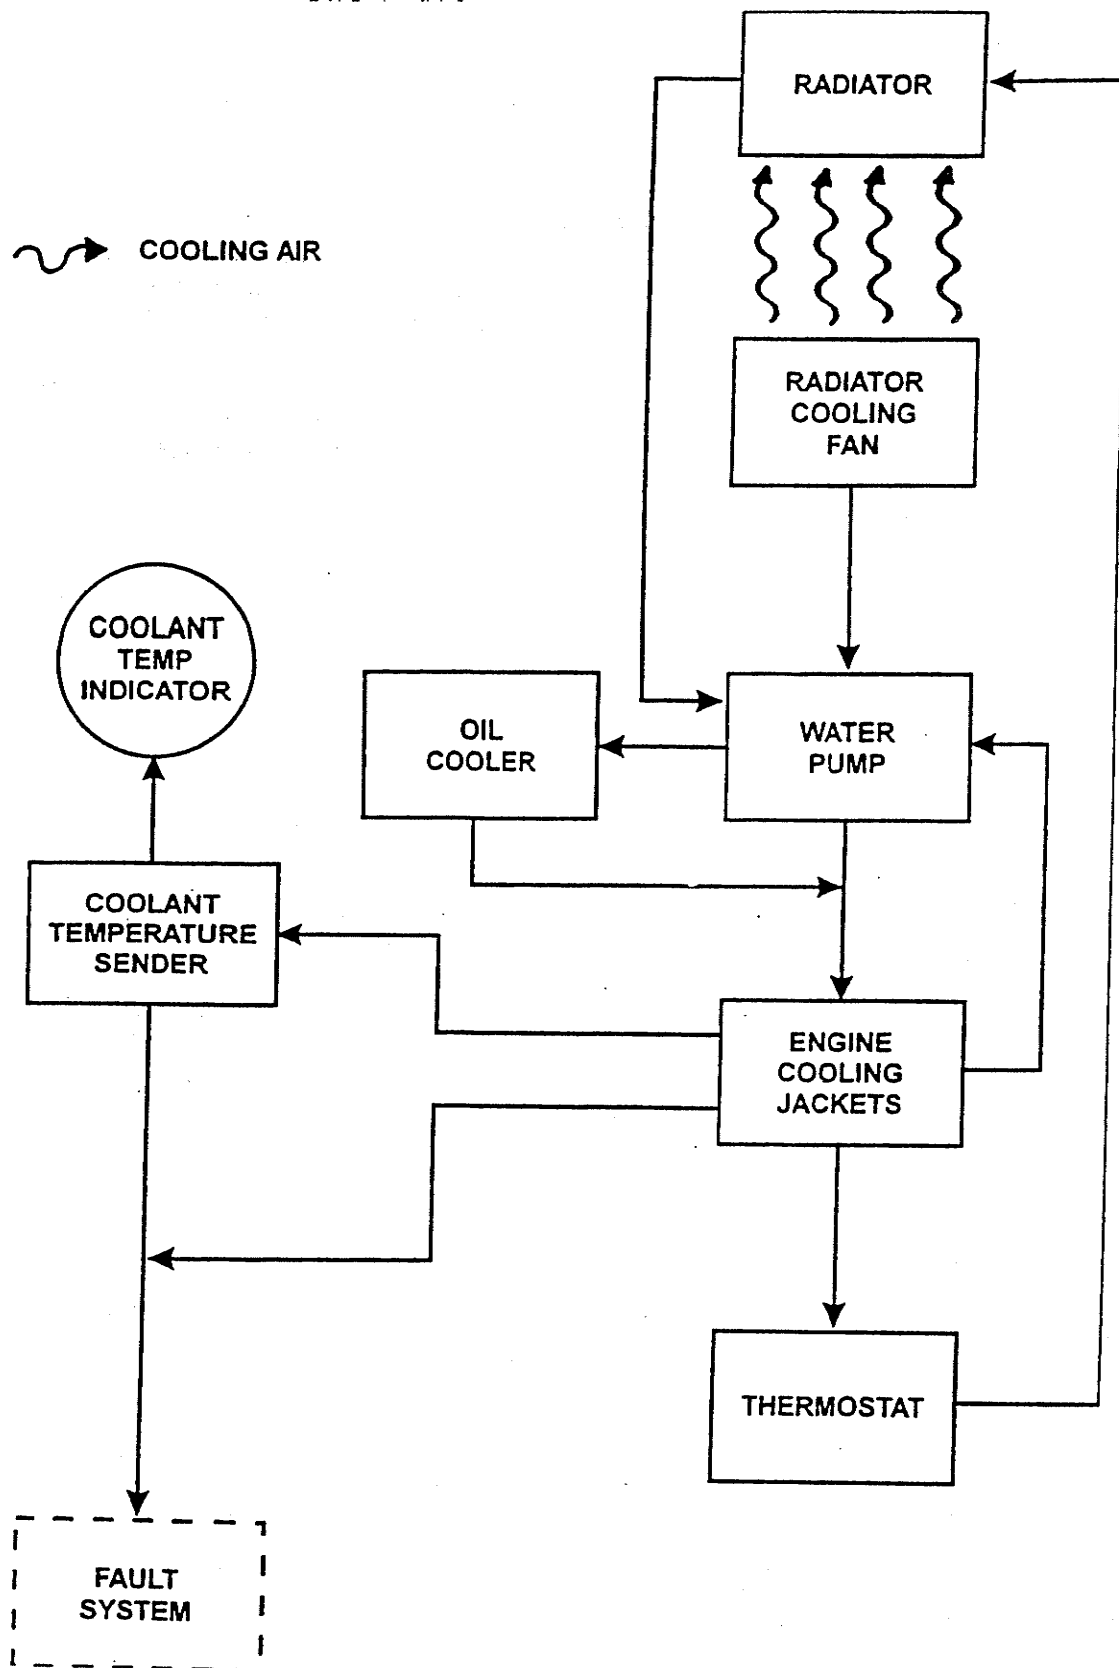 RADIATOR
COOLING AIR
RADIATOR
COOLING
FAN
COOLANT
TEMP
INDICATOR
OIL
COOLER
WATER
PUMP
COOLANT
TEMPERATURE
SENDER
ENGINE
COOLING
JACKETS
THERMOSTAT
FAULT
SYSTEM